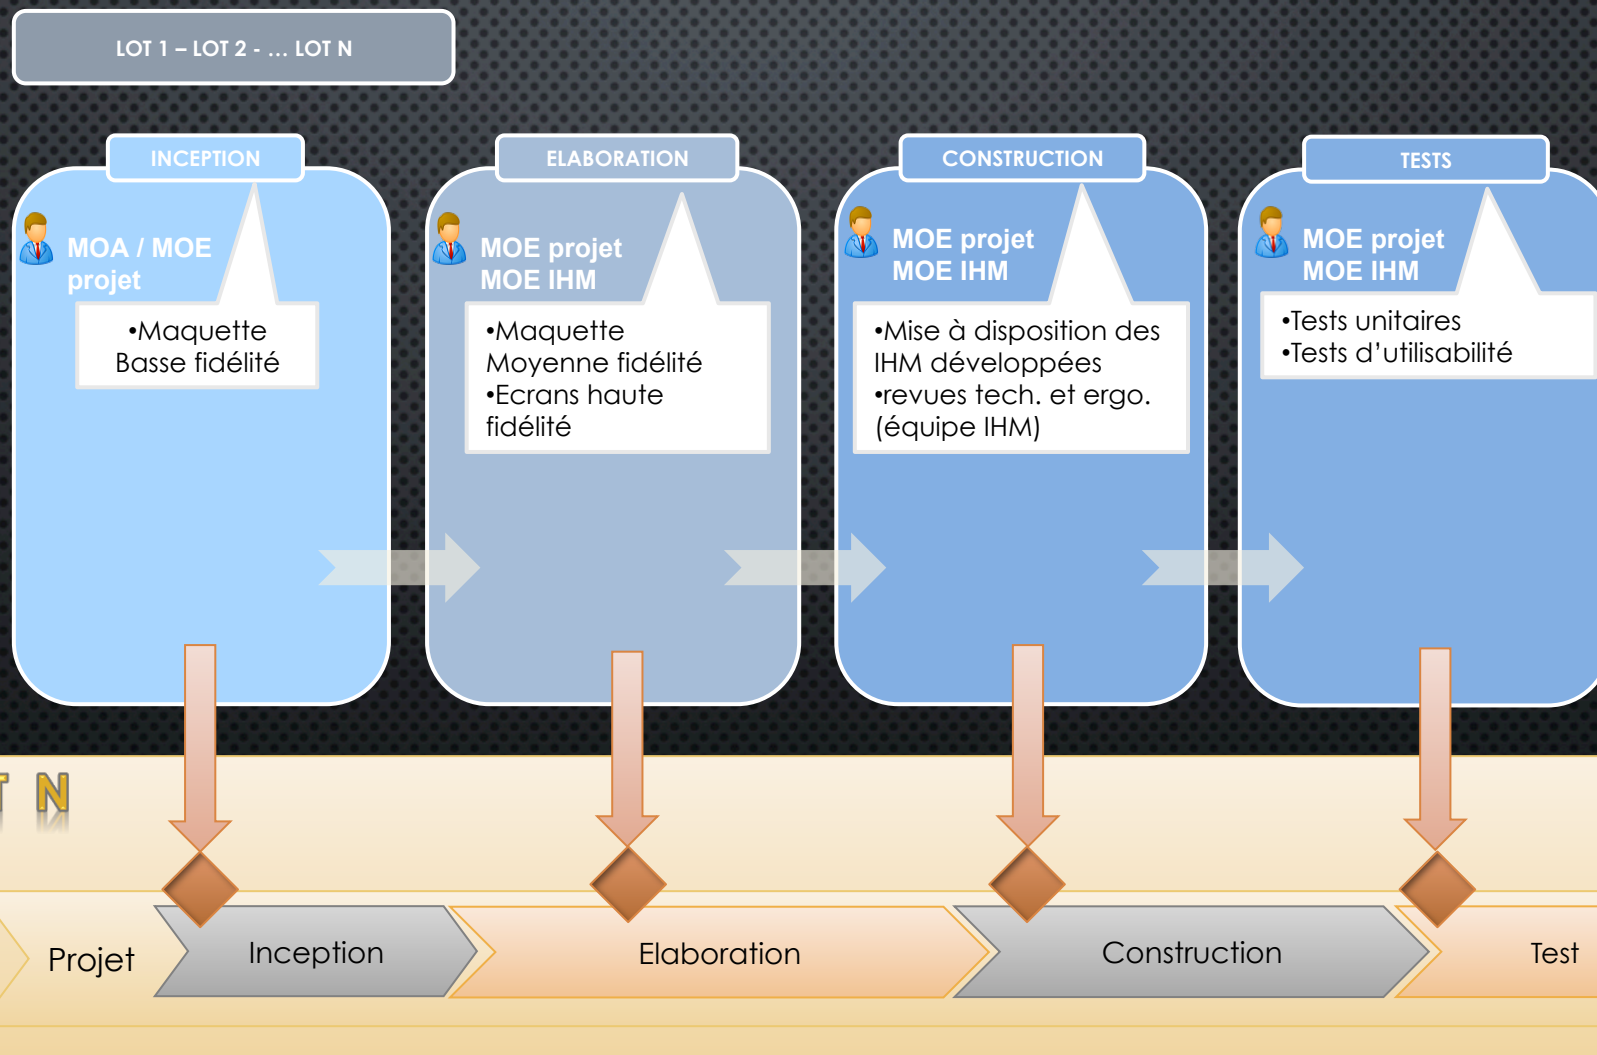 LOT 1 – LOT 2 - … LOT N
INCEPTION
MOA / MOE
projet
•Maquette
Basse fidélité
ELABORATION
MOE projet
MOE IHM
•Maquette
Moyenne fidélité
•Ecrans haute
fidélité
CONSTRUCTION
MOE projet
MOE IHM
•Mise à disposition des
IHM développées
•revues tech. et ergo.
(équipe IHM)
TESTS
MOE projet
MOE IHM
•Tests unitaires
•Tests d’utilisabilité
T N
Projet
Inception
Elaboration
Construction
Test